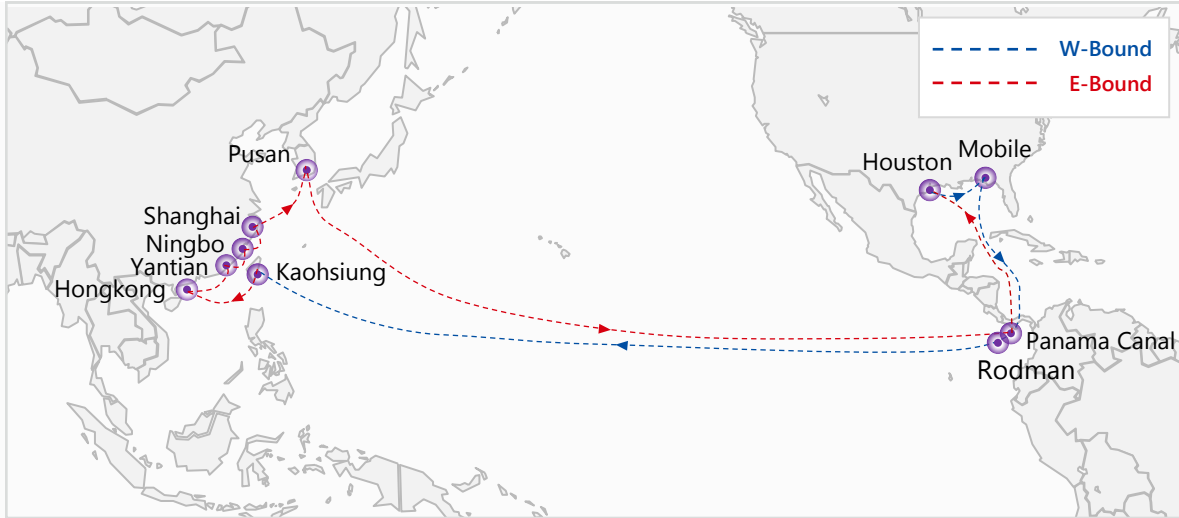 W-Bound
E-Bound
Pusan
Mobile
Houston
Shanghai
Ningbo
Yantian
Kaohsiung
Hongkong
Panama Canal
Rodman